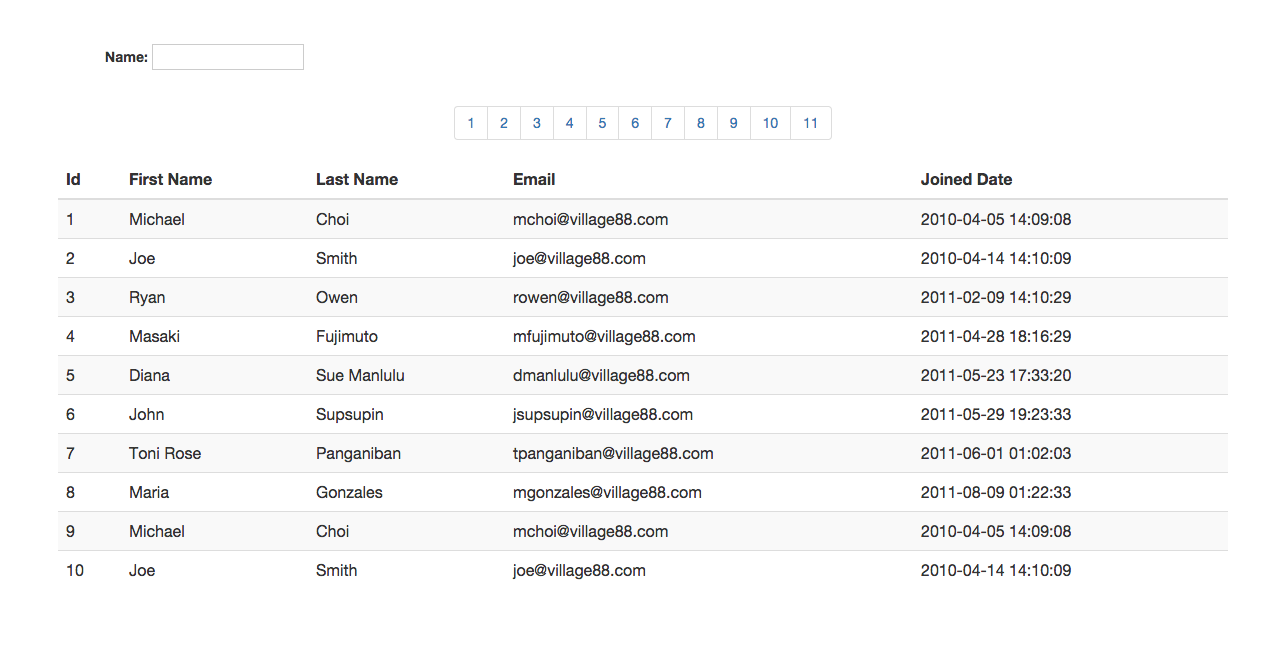 Name:
1 2 3 4 5 6 7 8 9 10 11
Id First Name Last Name Email Joined Date
1 Michael Choi mchoi@village88.com 2010-04-05 14:09:08
2 Joe Smith joe@village88.com 2010-04-14 14:10:09
3 Ryan Owen rowen@village88.com 2011-02-09 14:10:29
4 Masaki Fujimuto mfujimuto@village88.com 2011-04-28 18:16:29
5 Diana Sue Manlulu dmanlulu@village88.com 2011-05-23 17:33:20
6 John Supsupin jsupsupin@village88.com 2011-05-29 19:23:33
7 Toni Rose Panganiban tpanganiban@village88.com 2011-06-01 01:02:03
8 Maria Gonzales mgonzales@village88.com 2011-08-09 01:22:33
9 Michael Choi mchoi@village88.com 2010-04-05 14:09:08
10 Joe Smith joe@village88.com 2010-04-14 14:10:09